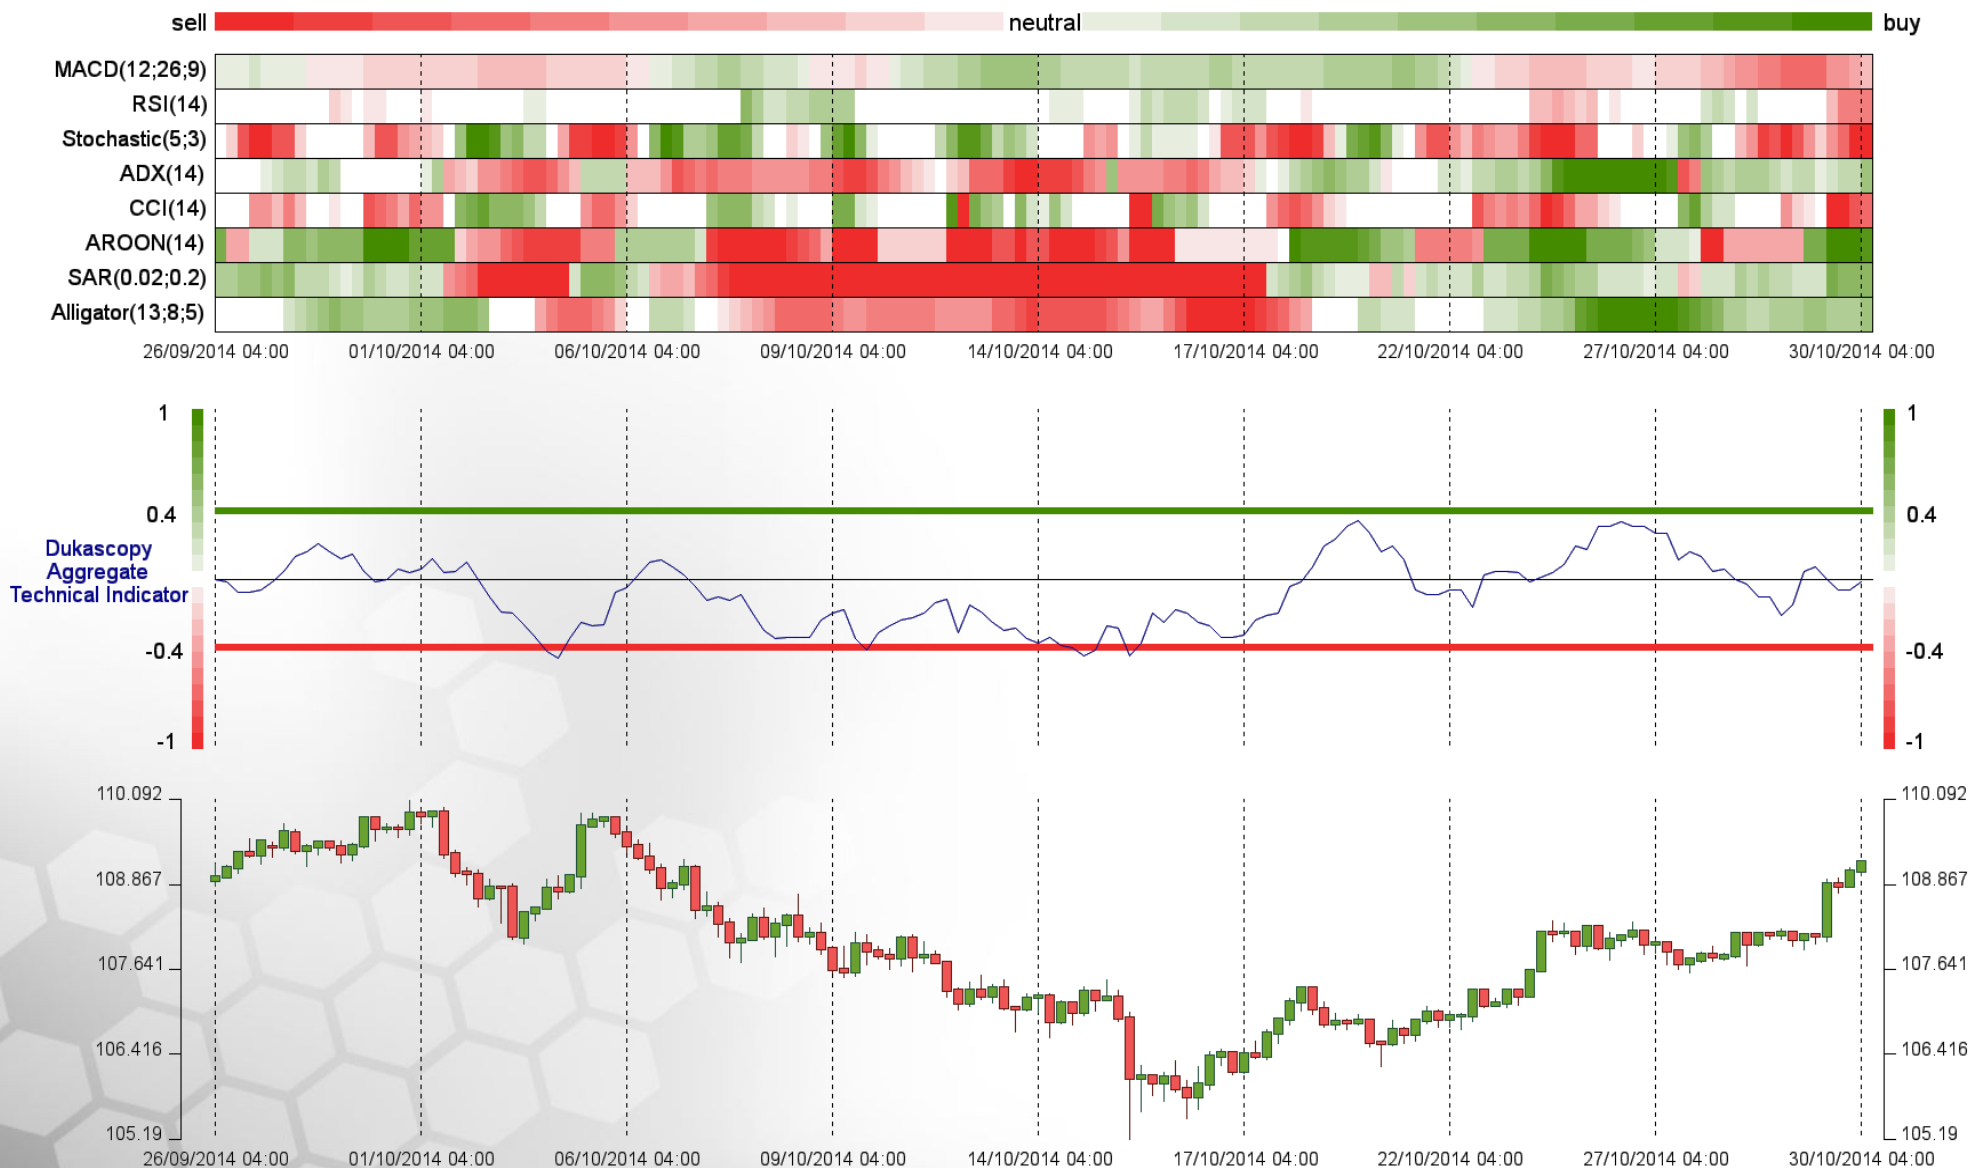 sell neutral buy
MACD(12;26;9)
RSI(14)
Stochastic(5;3)
ADX(14)
CCI(14)
AROON(14)
SAR(0.02;0.2)
Alligator(13;8;5)
26/09/2014 04:00 01/10/2014 04:00 06/10/2014 04:00 09/10/2014 04:00 14/10/2014 04:00 17/10/2014 04:00 22/10/2014 04:00 27/10/2014 04:00 30/10/2014 04:00
1 1
0.4 0.4
Dukascopy
Aggregate
Technical Indicator
-0.4 -0.4
-1 -1
110.092 110.092
108.867 108.867
107.641 107.641
106.416 106.416
105.19 105.19
26/09/2014 04:00 01/10/2014 04:00 06/10/2014 04:00 09/10/2014 04:00 14/10/2014 04:00 17/10/2014 04:00 22/10/2014 04:00 27/10/2014 04:00 30/10/2014 04:00